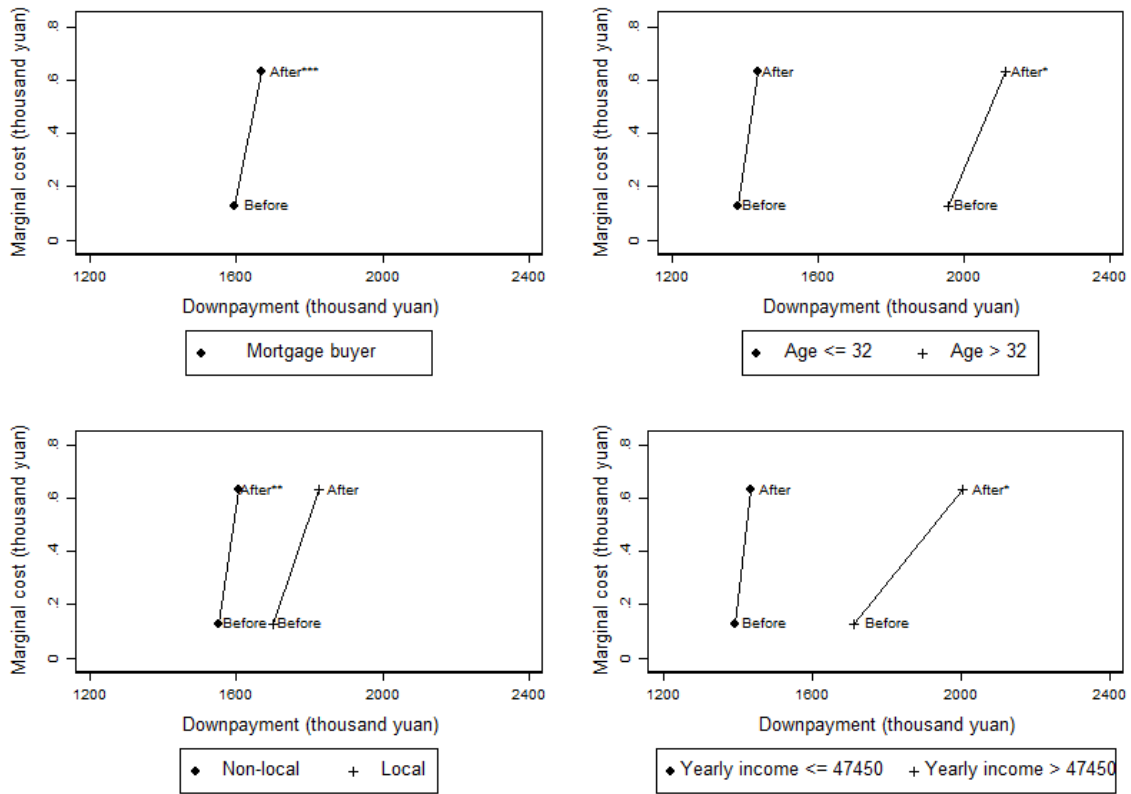 Marginal cost (thousand yuan)
.8
.6
.4
.2
0
After***
Before
1200 1600 2000 2400
Downpayment (thousand yuan)
Mortgage buyer
Marginal cost (thousand yuan)
.8
.6
.4
.2
0
After After*
Before Before
1200 1600 2000 2400
Downpayment (thousand yuan)
Age <= 32 Age > 32
Marginal cost (thousand yuan)
.8
.6
.4
.2
0
After** After
Before Before
1200 1600 2000 2400
Downpayment (thousand yuan)
Non-local Local
Marginal cost (thousand yuan)
.8
.6
.4
.2
0
After After*
Before Before
1200 1600 2000 2400
Downpayment (thousand yuan)
Yearly income <= 47450 Yearly income > 47450